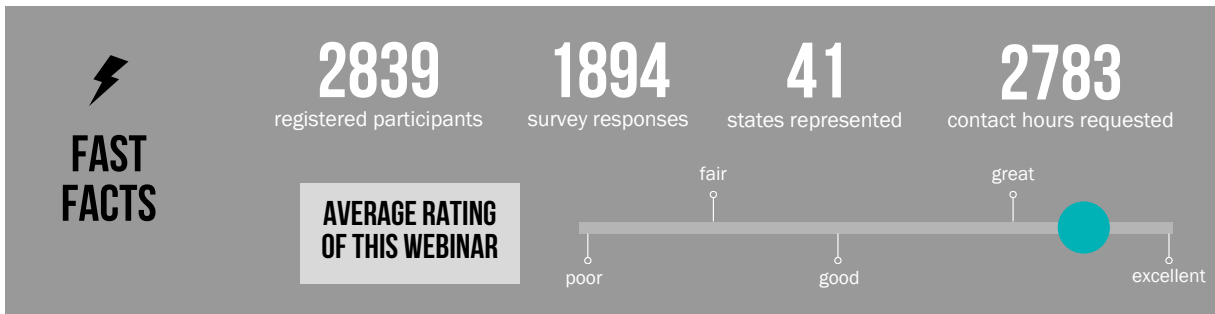 FAST
FACTS
2839
registered participants
1894
survey responses
41
states represented
2783
contact hours requested
AVERAGE RATING
OF THIS WEBINAR
poor
fair
good
great
excellent